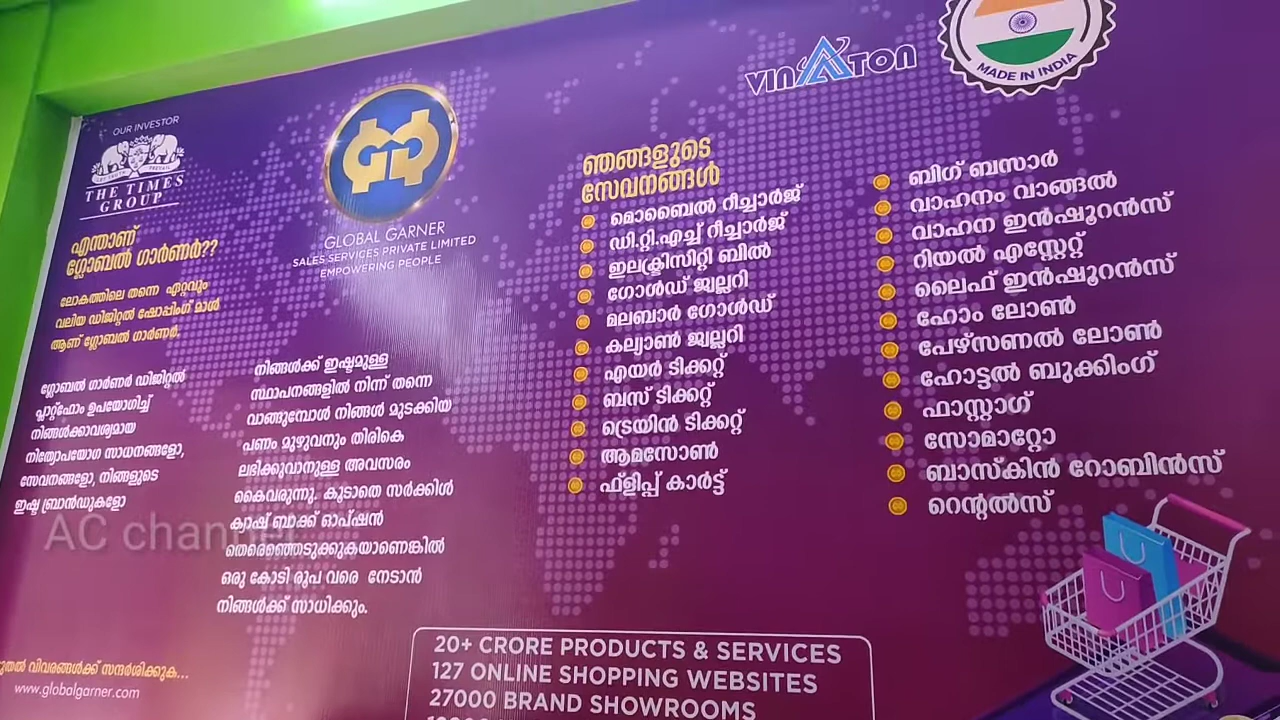 OUR INVESTOR
THE TIMES
GROUP
എന്താണ്
ഗ്ലോബൽ ഗാർണർ??
ലോകത്തിലെ തന്നെ ഏറ്റവും
വലിയ ഡിജിറ്റൽ ഷോപ്പിംഗ് മാൾ
ആണ് ഗ്ലോബൽ ഗാർണർ.
ഗ്ലോബൽ ഗാർണർ ഡിജിറ്റൽ
പ്ലാറ്റ്ഫോം ഉപയോഗിച്ച്
നിങ്ങൾക്കാവശ്യമായ
നിത്യോപയോഗ സാധനങ്ങളോ,
സേവനങ്ങളോ, നിങ്ങളുടെ
ഇഷ്ട ബ്രാൻഡുകളോ
GLOBAL GARNER
SALES SERVICES PRIVATE LIMITED
EMPOWERING PEOPLE
നിങ്ങൾക്ക് ഇഷ്ടമുള്ള
സ്ഥാപനങ്ങളിൽ നിന്ന് തന്നെ
വാങ്ങുമ്പോൾ നിങ്ങൾ മുടക്കിയ
പണം മുഴുവനും തിരികെ
ലഭിക്കുവാനുള്ള അവസരം
കൈവരുന്നു. കൂടാതെ സർക്കിൾ
ക്യാഷ് ബാക്ക് ഓപ്ഷൻ
തെരഞ്ഞെടുക്കുകയാണെങ്കിൽ
ഒരു കോടി രൂപ വരെ നേടാൻ
നിങ്ങൾക്ക് സാധിക്കും.
VINATON
MADE IN INDIA
ഞങ്ങളുടെ
സേവനങ്ങൾ
മൊബൈൽ റീച്ചാർജ്
ഡി.റ്റി.എച്ച് റീച്ചാർജ്
ഇലക്ട്രിസിറ്റി ബിൽ
ഗോൾഡ് ജ്വല്ലറി
മലബാർ ഗോൾഡ്
കല്യാൺ ജ്വല്ലറി
എയർ ടിക്കറ്റ്
ബസ് ടിക്കറ്റ്
ട്രെയിൻ ടിക്കറ്റ്
ആമസോൺ
ഫ്ളിപ്പ് കാർട്ട്
ബിഗ് ബസാർ
വാഹനം വാങ്ങൽ
വാഹന ഇൻഷൂറൻസ്
റിയൽ എസ്റ്റേറ്റ്
ലൈഫ് ഇൻഷൂറൻസ്
ഹോം ലോൺ
പേഴ്സണൽ ലോൺ
ഹോട്ടൽ ബുക്കിംഗ്
ഫാസ്റ്റാഗ്
സോമാറ്റോ
ബാസ്കിൻ റോബിൻസ്
റെന്റൽസ്
AC channel
വിവരങ്ങൾക്ക് സന്ദർശിക്കുക...
www.globalgarner.com
20+ CRORE PRODUCTS & SERVICES
127 ONLINE SHOPPING WEBSITES
27000 BRAND SHOWROOMS